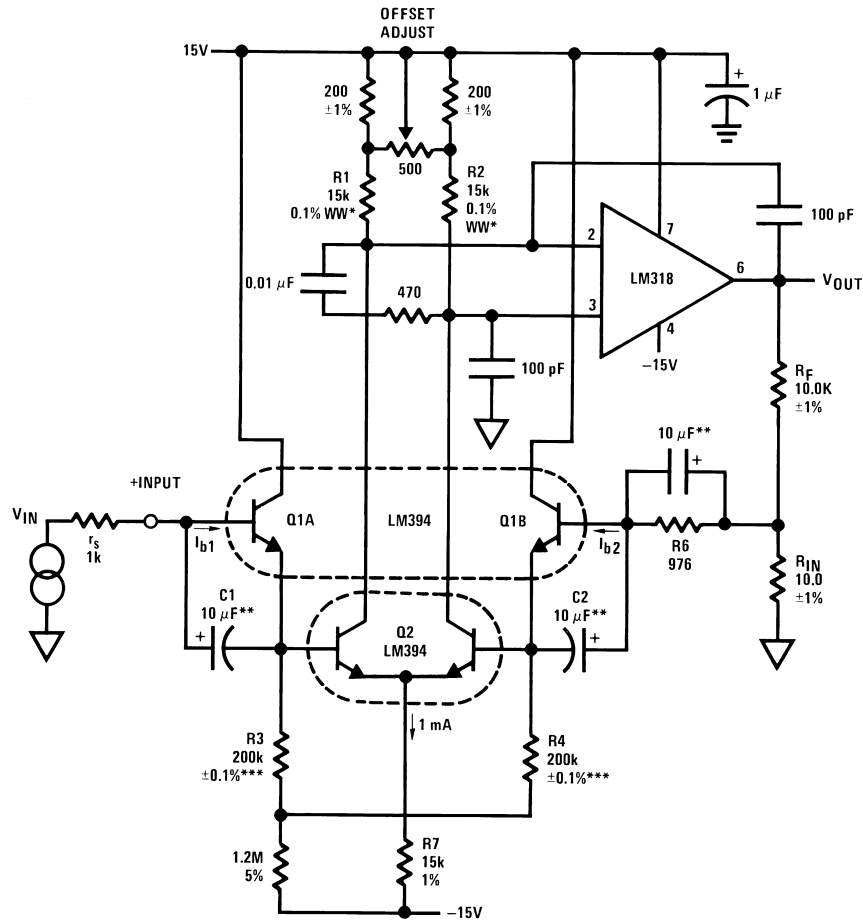 OFFSET
ADJUST
15V
200
±1%
200
±1%
+
1 μF
500
R1
15k
0.1% WW*
R2
15k
0.1%
WW*
100 pF
2
7
6
LM318
VOUT
0.01 μF
470
3
4
−15V
100 pF
RF
10.0K
±1%
10 μF**
+
+INPUT
VIN
rs
1k
Ib1
Q1A
LM394
Q1B
Ib2
R6
976
RIN
10.0
±1%
C1
10 μF**
+
Q2
LM394
C2
10 μF**
+
1 mA
R3
200k
±0.1%***
R4
200k
±0.1%***
1.2M
5%
R7
15k
1%
−15V